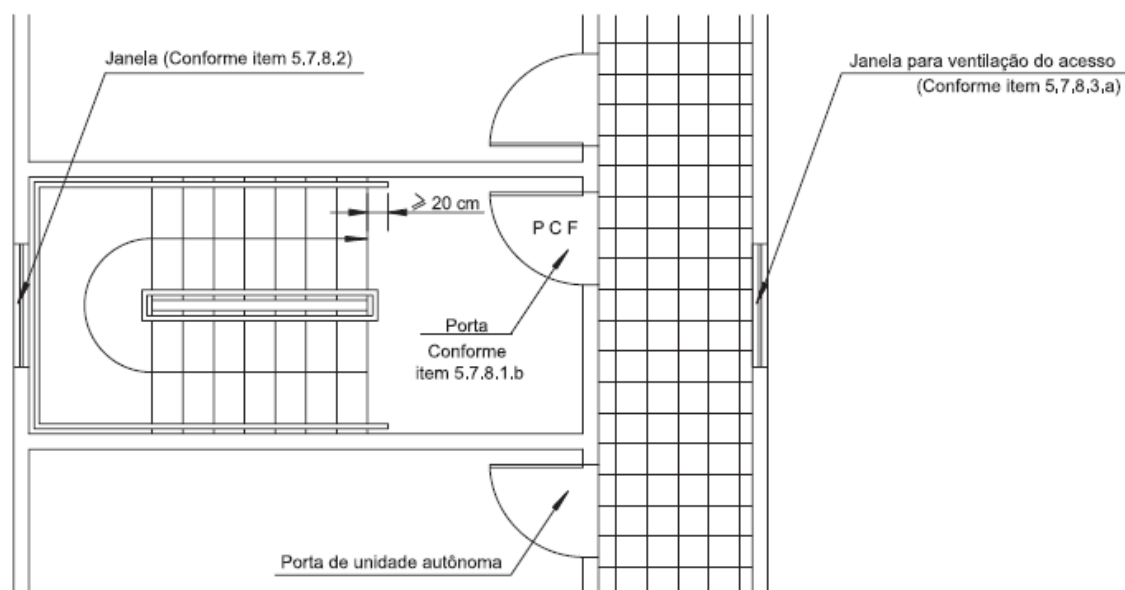 Janela (Conforme item 5.7.8.2)
Janela para ventilação do acesso
(Conforme item 5.7.8.3.a)
⩾ 20 cm
P C F
Porta
Conforme
item 5.7.8.1.b
Porta de unidade autônoma